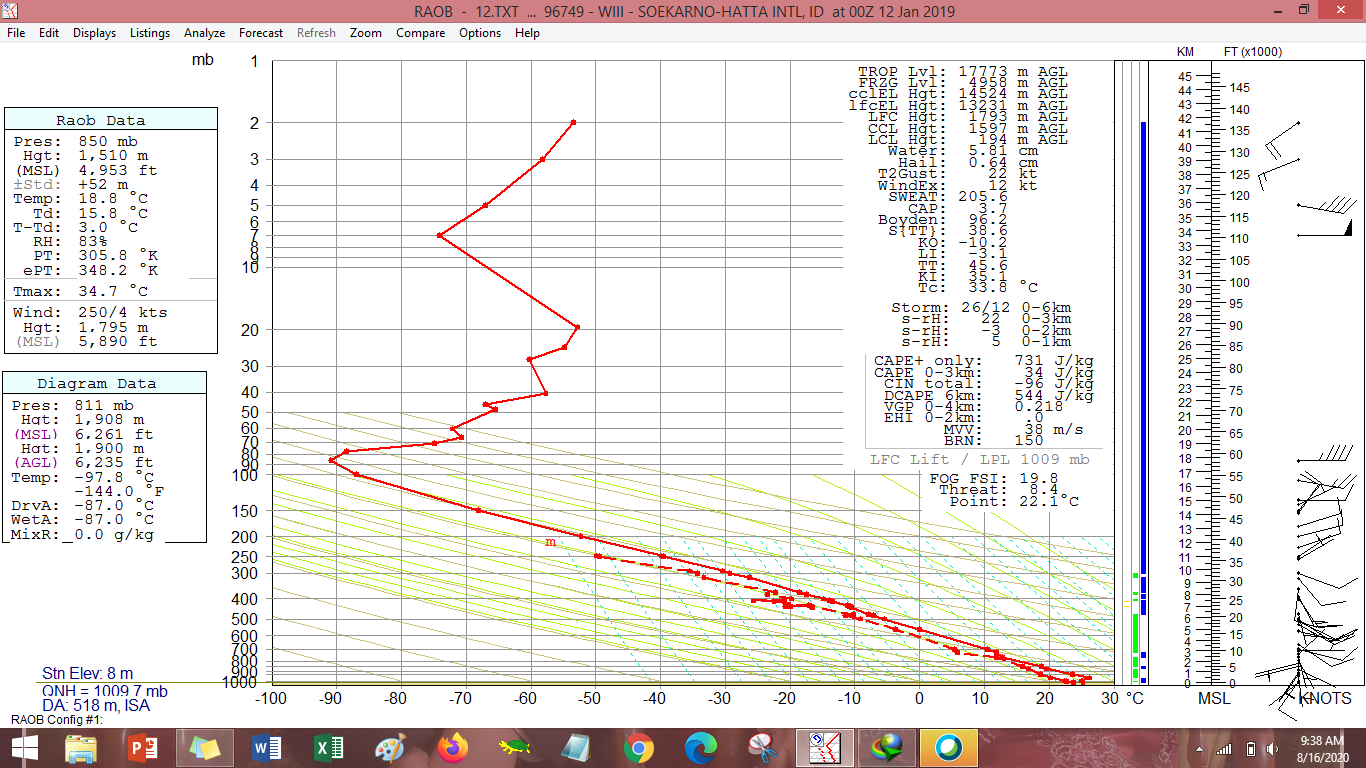 RAOB - 12.TXT ... 96749 - WIII - SOEKARNO-HATTA INTL, ID at 00Z 12 Jan 2019
File Edit Displays Listings Analyze Forecast Refresh Zoom Compare Options Help
mb
KM FT (x1000)
Raob Data
Pres: 850 mb
Hgt: 1,510 m
(MSL) 4,953 ft
±Std: +52 m
Temp: 18.8 °C
Td: 15.8 °C
T-Td: 3.0 °C
RH: 83%
PT: 305.8 °K
ePT: 348.2 °K
Tmax: 34.7 °C
Wind: 250/4 kts
Hgt: 1,795 m
(MSL) 5,890 ft
Diagram Data
Pres: 811 mb
Hgt: 1,908 m
(MSL) 6,261 ft
Hgt: 1,900 m
(AGL) 6,235 ft
Temp: -97.8 °C
-144.0 °F
DryA: -87.0 °C
WetA: -87.0 °C
MixR: 0.0 g/kg
Stn Elev: 8 m
QNH = 1009.7 mb
DA: 518 m, ISA
RAOB Config #1:
1
2
3
4
5
6
7
8
9
10
20
30
40
50
60
70
80
90
100
150
200
300
400
500
600
700
800
900
1000
m
-100 -90 -80 -70 -60 -50 -40 -30 -20 -10 0 10 20 30 °C
TROP Lvl: 17773 m AGL
FRZG Lvl: 4958 m AGL
cclEL Hgt: 14524 m AGL
lfcEL Hgt: 13231 m AGL
LFC Hgt: 1793 m AGL
CCL Hgt: 1597 m AGL
LCL Hgt: 194 m AGL
Water: 5.81 cm
Hail: 0.64 cm
T2Gust: 22 kt
WindEx: 12 kt
SWEAT: 205.6
CAP: 3.7
Boyden: 96.2
S{TT}: 38.6
KO: -10.2
LI: -3.1
TT: 45.6
KI: 35.1
Tc: 33.8 °C
Storm: 26/12 0-6km
s-rH: 22 0-3km
s-rH: -3 0-2km
s-rH: 5 0-1km
CAPE+ only: 731 J/kg
CAPE 0-3km: 34 J/kg
CIN total: -96 J/kg
DCAPE 6km: 544 J/kg
VGP 0-4km: 0.218
EHI 0-2km: .0
MVV: 38 m/s
BRN: 150
LFC Lift / LPL 1009 mb
FOG FSI: 19.8
Threat: 8.4
Point: 22.1°C
45
44
43
42
41
40
39
38
37
36
35
34
33
32
31
30
29
28
27
26
25
24
23
22
21
20
19
18
17
16
15
14
13
12
11
10
9
8
7
6
5
4
3
2
1
0
145
140
135
130
125
120
115
110
105
100
95
90
85
80
75
70
65
60
55
50
45
40
35
30
25
20
15
10
5
0
MSL KNOTS
9:38 AM
8/16/2020